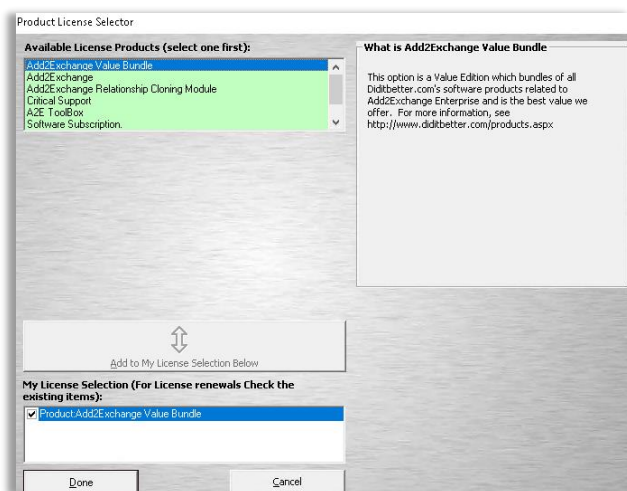 Product License Selector
Available License Products (select one first):
Add2Exchange Value Bundle
Add2Exchange
Add2Exchange Relationship Cloning Module
Critical Support
A2E ToolBox
Software Subscription.
What is Add2Exchange Value Bundle
This option is a Value Edition which bundles of all
Diditbetter.com's software products related to
Add2Exchange Enterprise and is the best value we
offer. For more information, see
http://www.diditbetter.com/products.aspx
Add to My License Selection Below
My License Selection (For License renewals Check the
existing items):
Product:Add2Exchange Value Bundle
Done
Cancel